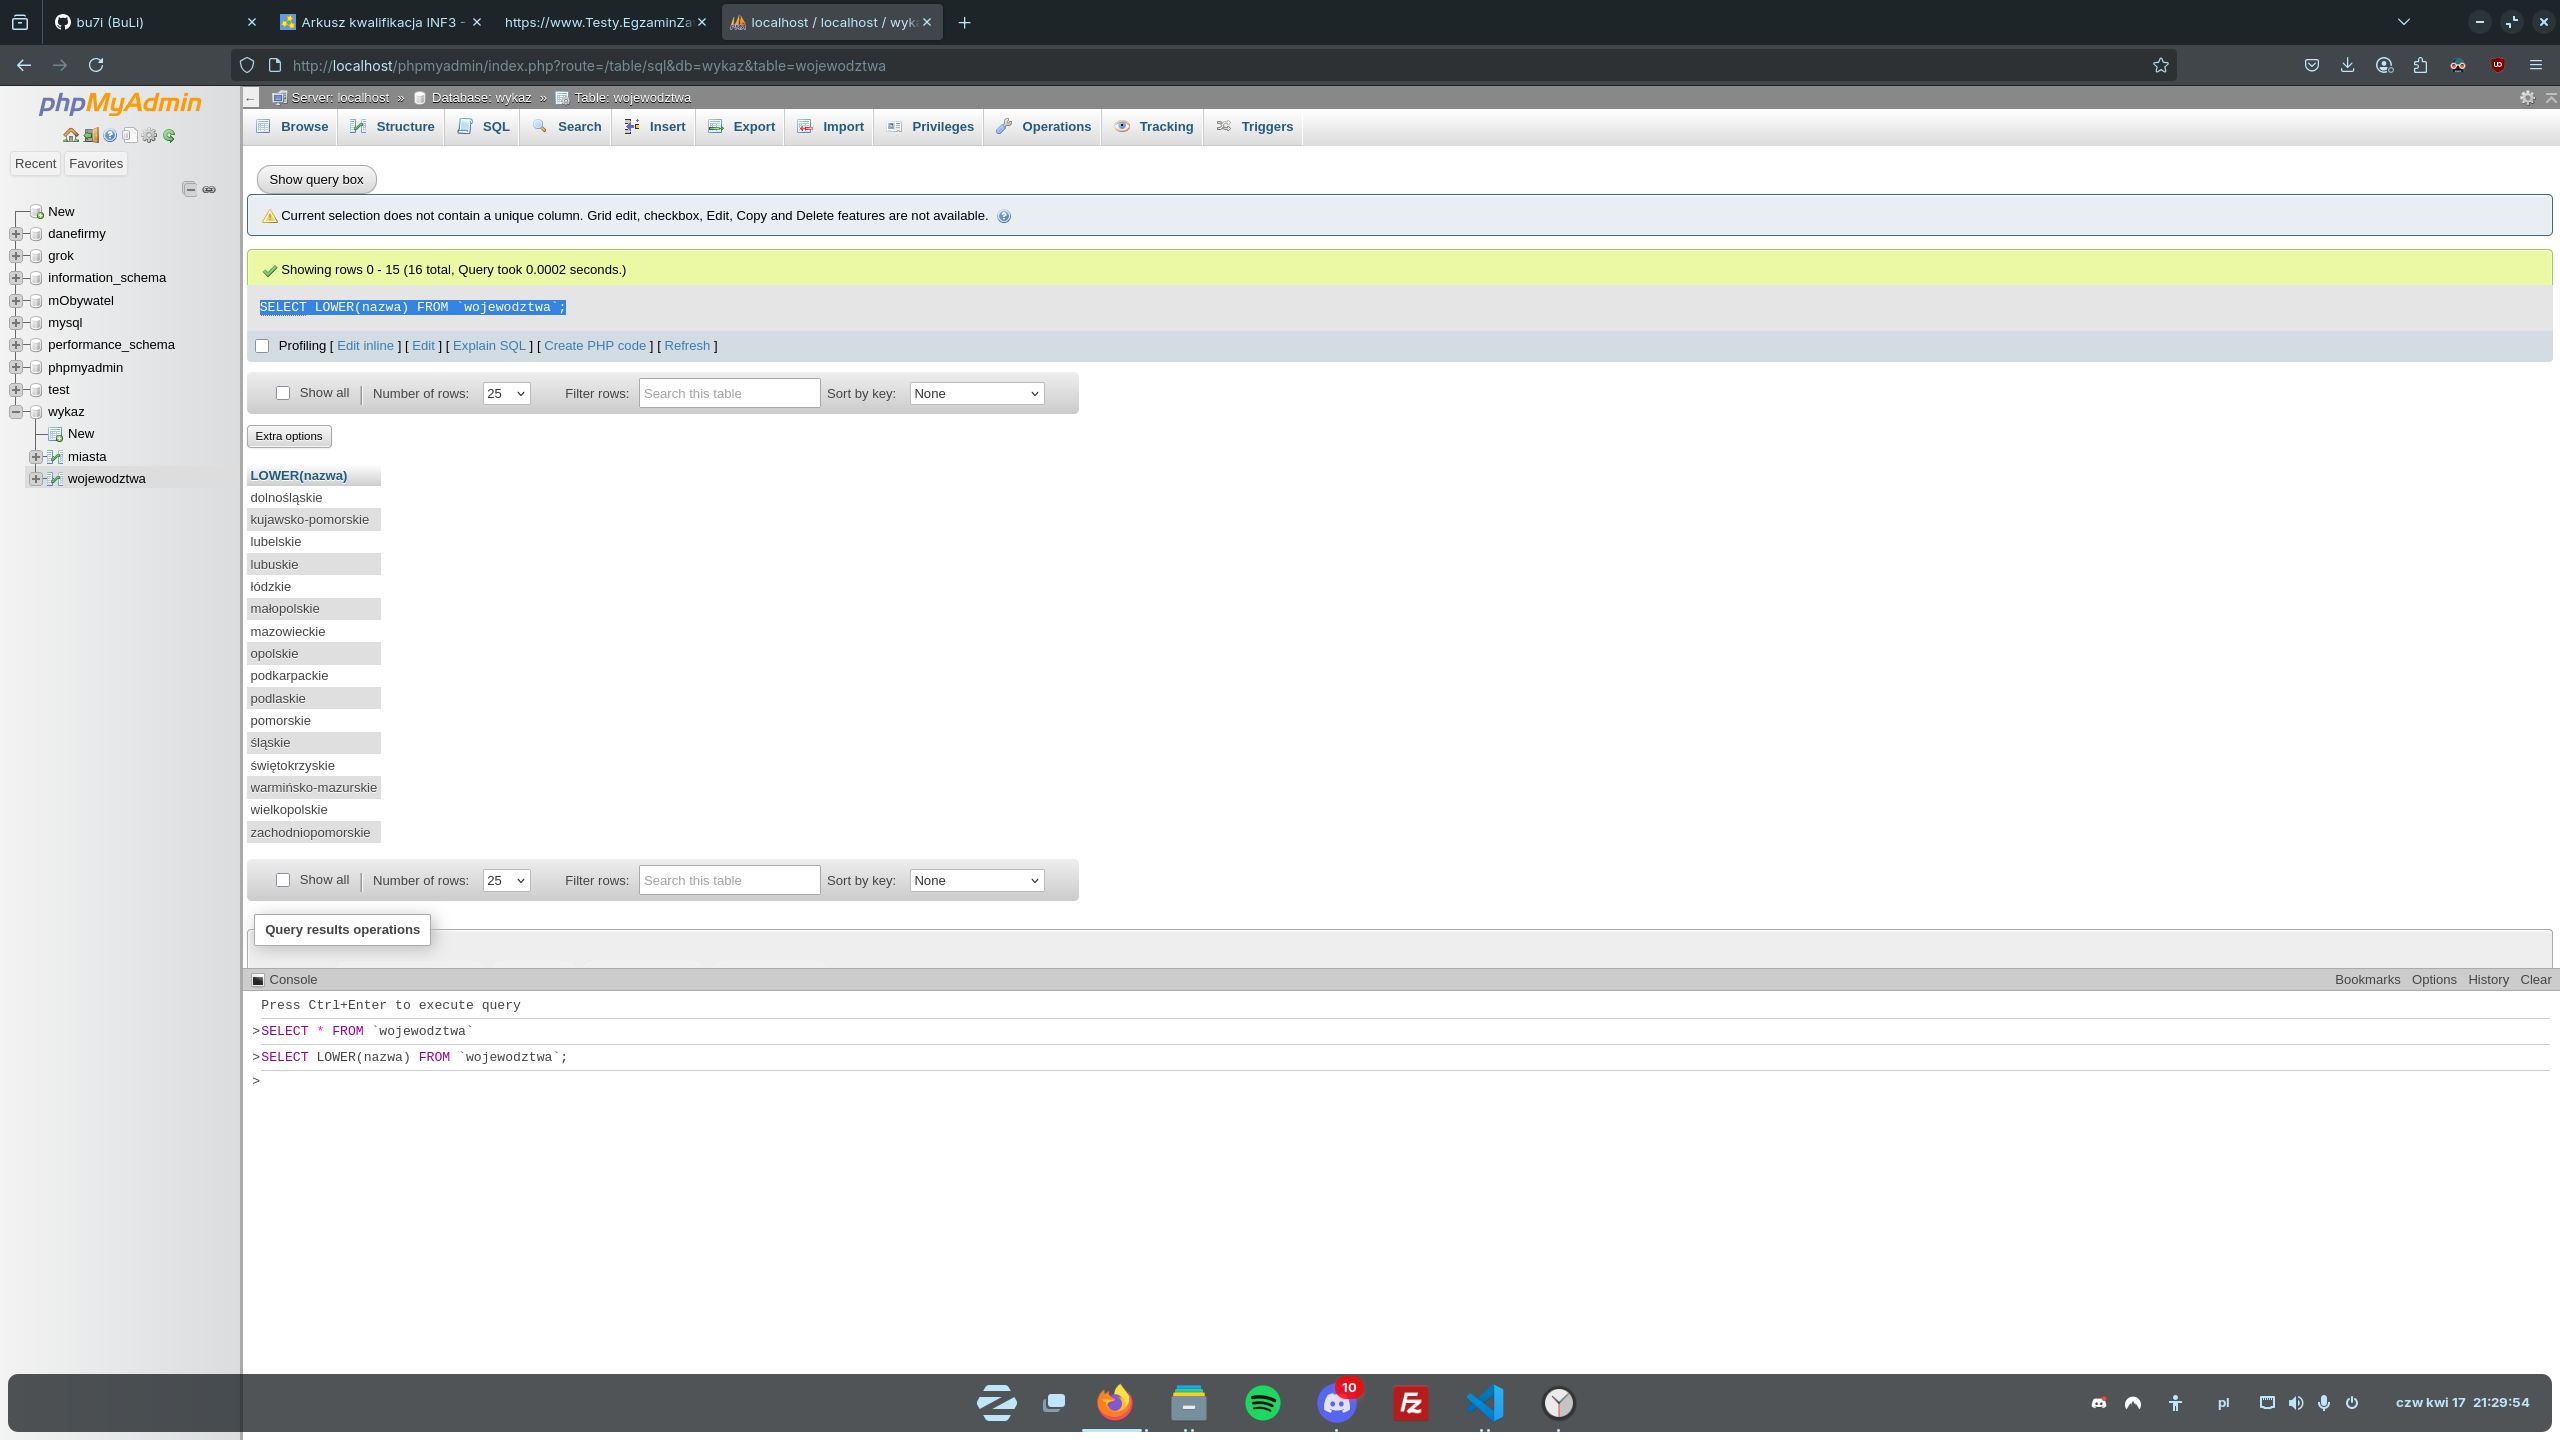 bu7i (BuLi)
Arkusz kwalifikacja INF3 -
https://www.Testy.EgzaminZa
localhost / localhost / wyk
http://localhost/phpmyadmin/index.php?route=/table/sql&db=wykaz&table=wojewodztwa
phpMyAdmin
Recent Favorites
New
danefirmy
grok
information_schema
mObywatel
mysql
performance_schema
phpmyadmin
test
wykaz
New
miasta
wojewodztwa
← Server: localhost » Database: wykaz » Table: wojewodztwa
Browse Structure SQL Search Insert Export Import Privileges Operations Tracking Triggers
Show query box
Current selection does not contain a unique column. Grid edit, checkbox, Edit, Copy and Delete features are not available.
Showing rows 0 - 15 (16 total, Query took 0.0002 seconds.)
SELECT LOWER(nazwa) FROM `wojewodztwa`;
Profiling [ Edit inline ] [ Edit ] [ Explain SQL ] [ Create PHP code ] [ Refresh ]
Show all Number of rows: 25 Filter rows: Search this table Sort by key: None
Extra options
LOWER(nazwa)
dolnośląskie
kujawsko-pomorskie
lubelskie
lubuskie
łódzkie
małopolskie
mazowieckie
opolskie
podkarpackie
podlaskie
pomorskie
śląskie
świętokrzyskie
warmińsko-mazurskie
wielkopolskie
zachodniopomorskie
Show all Number of rows: 25 Filter rows: Search this table Sort by key: None
Query results operations
Console Bookmarks Options History Clear
Press Ctrl+Enter to execute query
>SELECT * FROM `wojewodztwa`
>SELECT LOWER(nazwa) FROM `wojewodztwa`;
>
10
pl
czw kwi 17 21:29:54